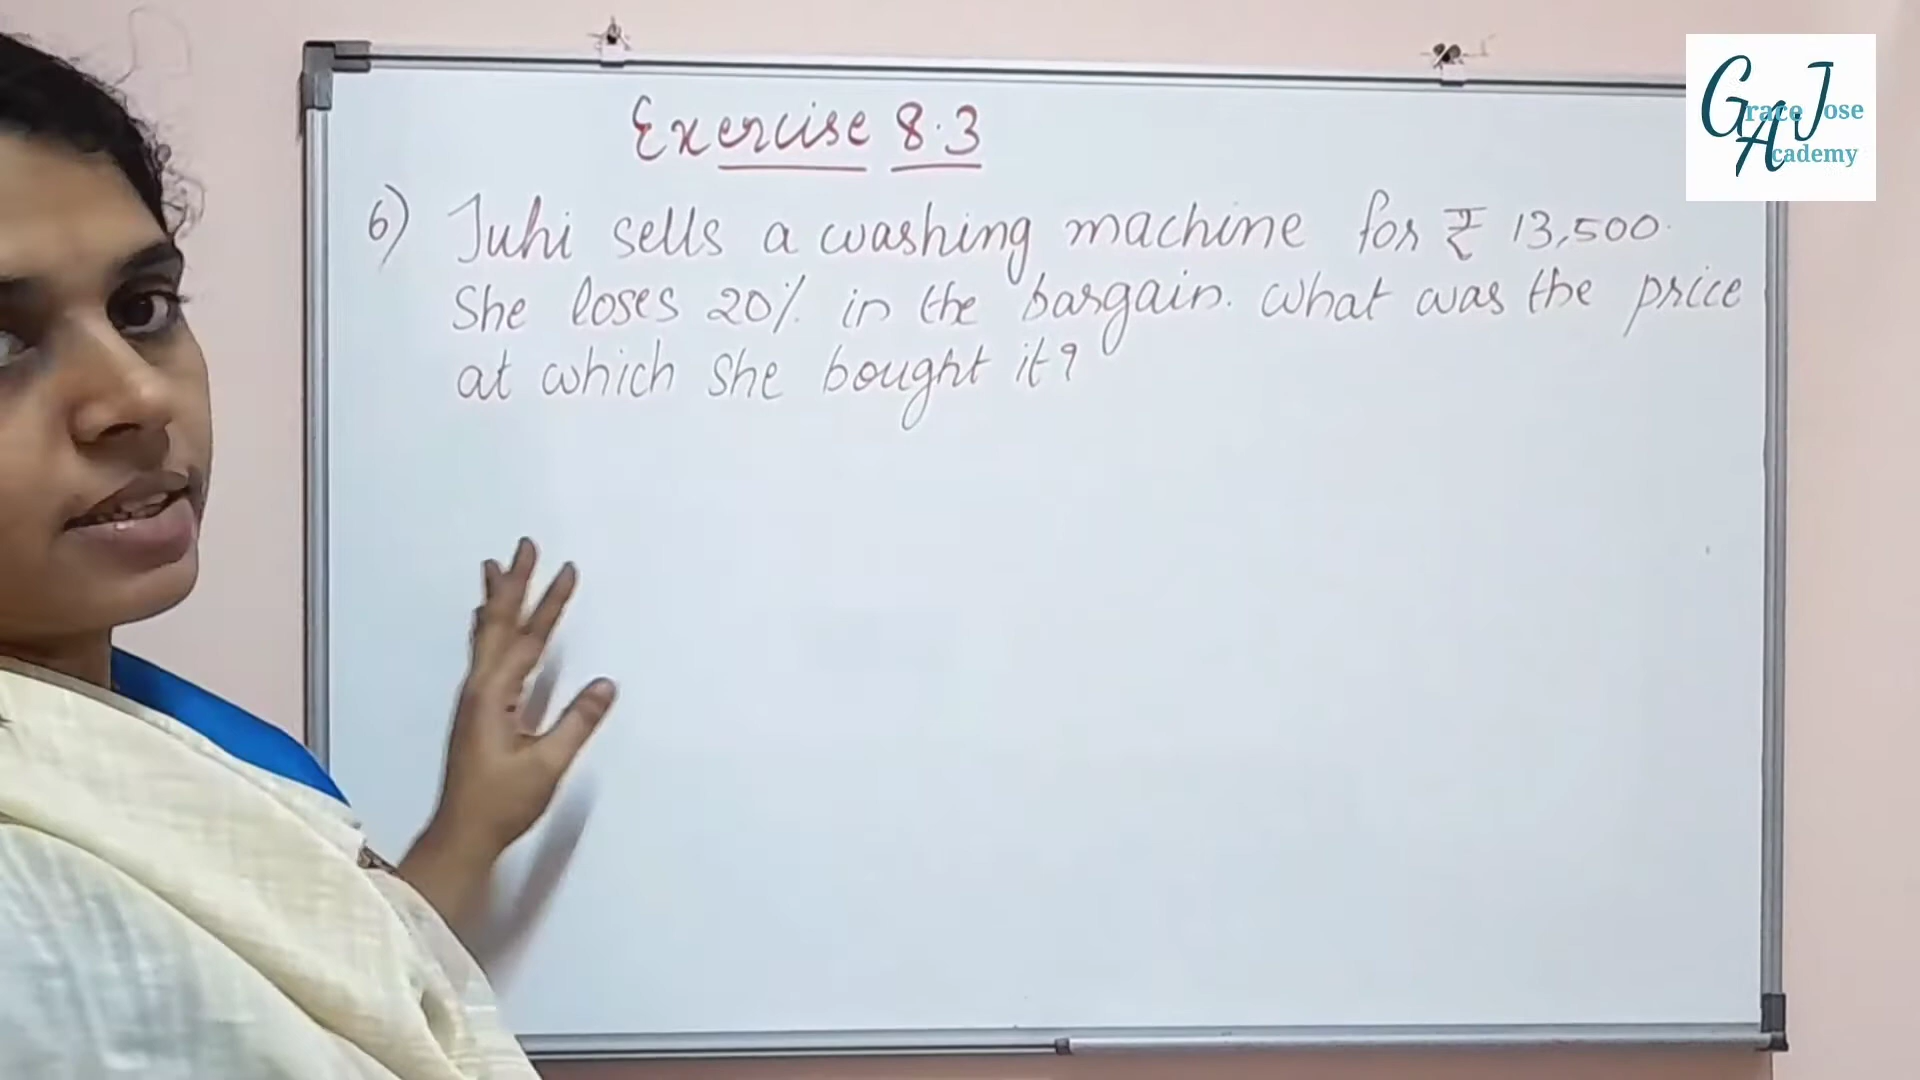 Exercise 8.3
6) Juhi sells a washing machine for ₹ 13,500.
She loses 20% in the bargain. What was the price
at which she bought it?
Grace Jose
Academy